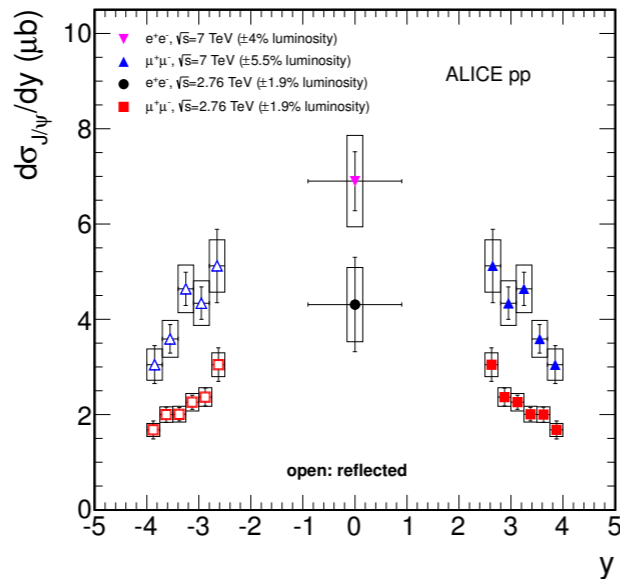 e⁺e⁻, √s=7 TeV (±4% luminosity)
μ⁺μ⁻, √s=7 TeV (±5.5% luminosity)
e⁺e⁻, √s=2.76 TeV (±1.9% luminosity)
μ⁺μ⁻, √s=2.76 TeV (±1.9% luminosity)
ALICE pp
dσ_J/ψ/dy (μb)
10
8
6
4
2
0
open: reflected
-5 -4 -3 -2 -1 0 1 2 3 4 5
y